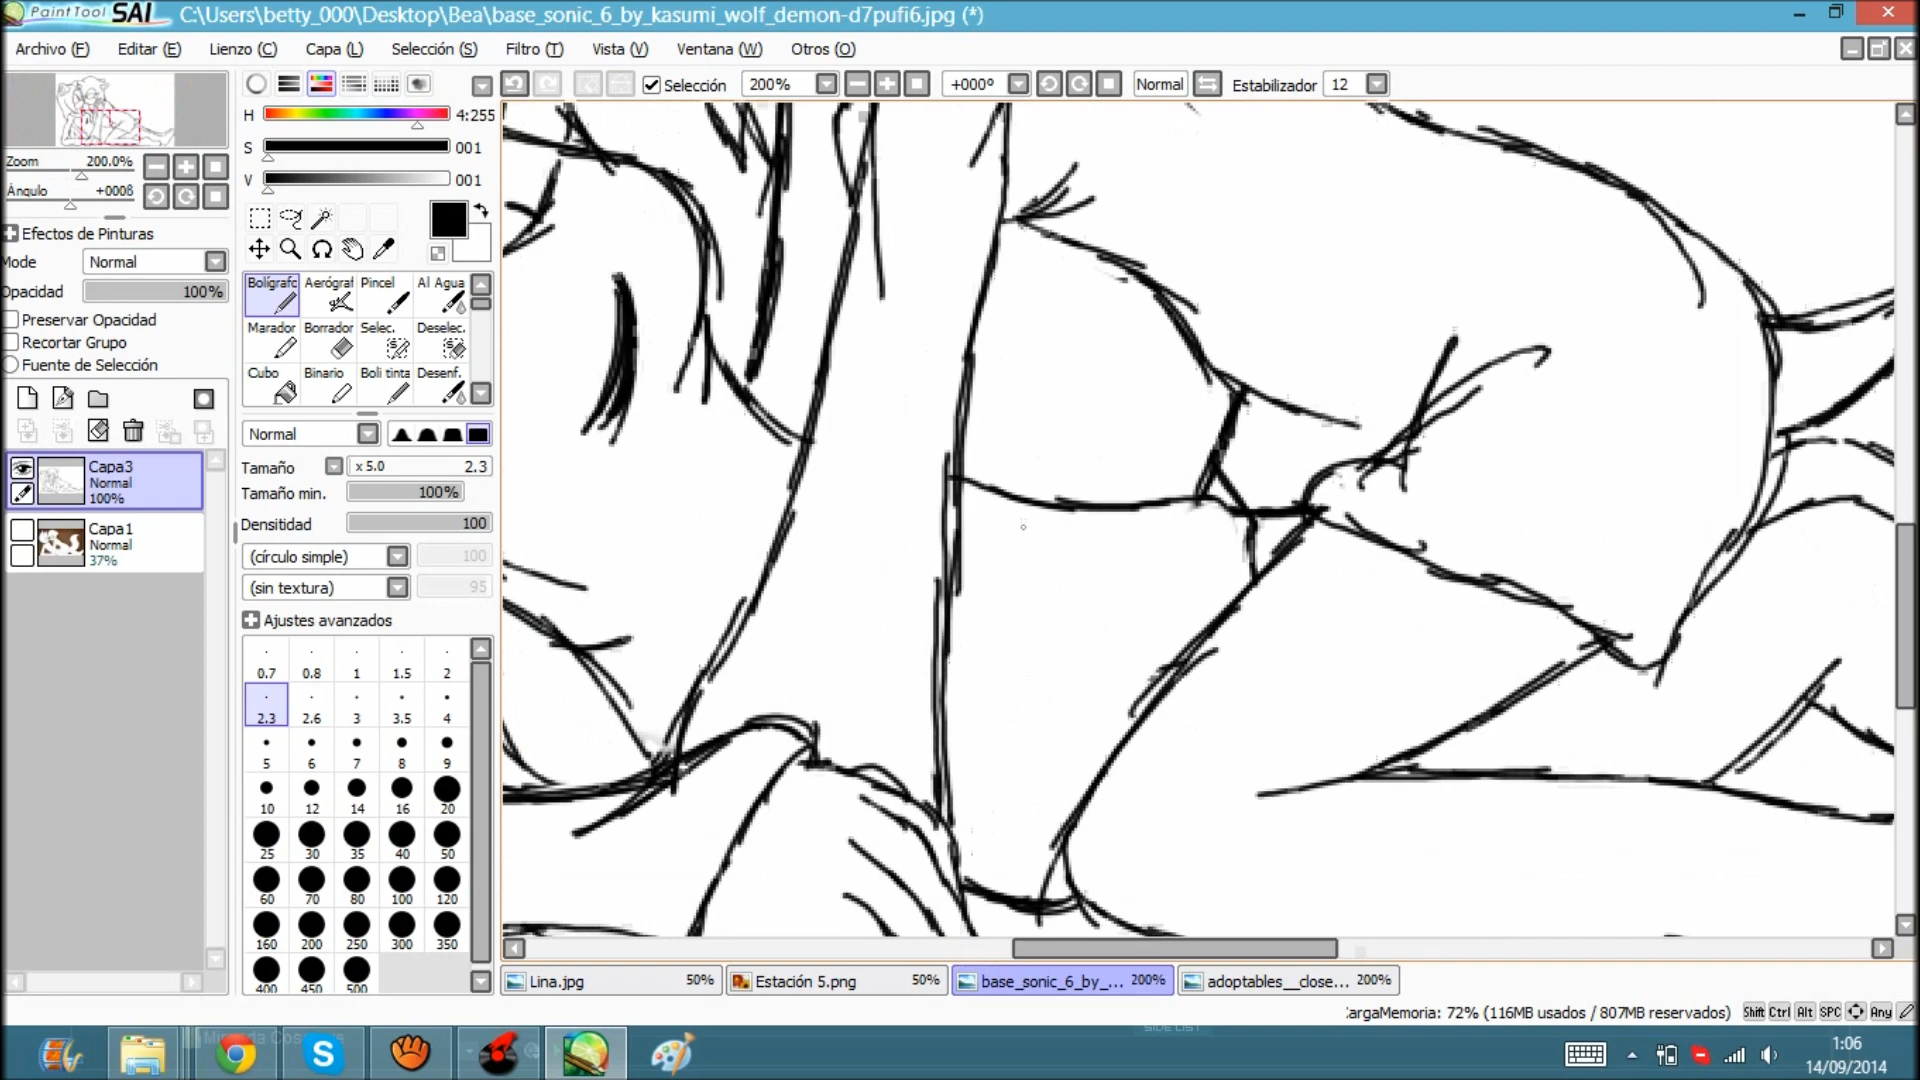 PaintTool SAI C:\Users\betty_000\Desktop\Bea\base_sonic_6_by_kasumi_wolf_demon-d7pufi6.jpg (*)
Archivo (F) Editar (E) Lienzo (C) Capa (L) Selección (S) Filtro (T) Vista (V) Ventana (W) Otros (O)
Selección 200% +000º Normal Estabilizador 12
H 4:255
S 001
V 001
Zoom 200.0%
Ángulo +000ß
Efectos de Pinturas
Mode Normal
Opacidad 100%
Preservar Opacidad
Recortar Grupo
Fuente de Selección
Capa3
Normal
100%
Capa1
Normal
37%
Bolígrafo Aerógraf Pincel Al Agua
Marador Borrador Selec. Deselec.
Cubo Binario Boli tinta Desenf.
Normal
Tamaño x 5.0 2.3
Tamaño min. 100%
Densitidad 100
(círculo simple) 100
(sin textura) 95
Ajustes avanzados
0.7 0.8 1 1.5 2
2.3 2.6 3 3.5 4
5 6 7 8 9
10 12 14 16 20
25 30 35 40 50
60 70 80 100 120
160 200 250 300 350
400 450 500
Lina.jpg 50% Estación 5.png 50% base_sonic_6_by_... 200% adoptables__close... 200%
CargaMemoria: 72% (116MB usados / 807MB reservados) Shift Ctrl Alt SPC Any
SIDE LIST
1:06
14/09/2014